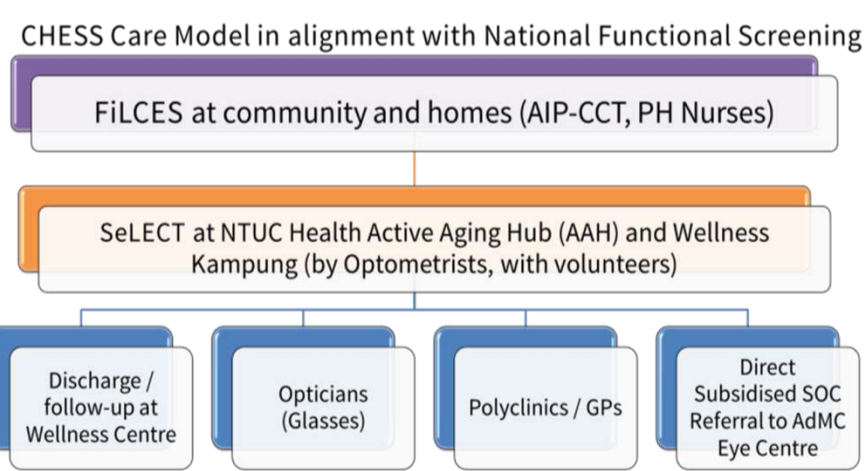 CHESS Care Model in alignment with National Functional Screening
FiLCES at community and homes (AIP-CCT, PH Nurses)
SeLECT at NTUC Health Active Aging Hub (AAH) and Wellness
Kampung (by Optometrists, with volunteers)
Discharge /
follow-up at
Wellness Centre
Opticians
(Glasses)
Polyclinics / GPs
Direct
Subsidised SOC
Referral to AdMC
Eye Centre